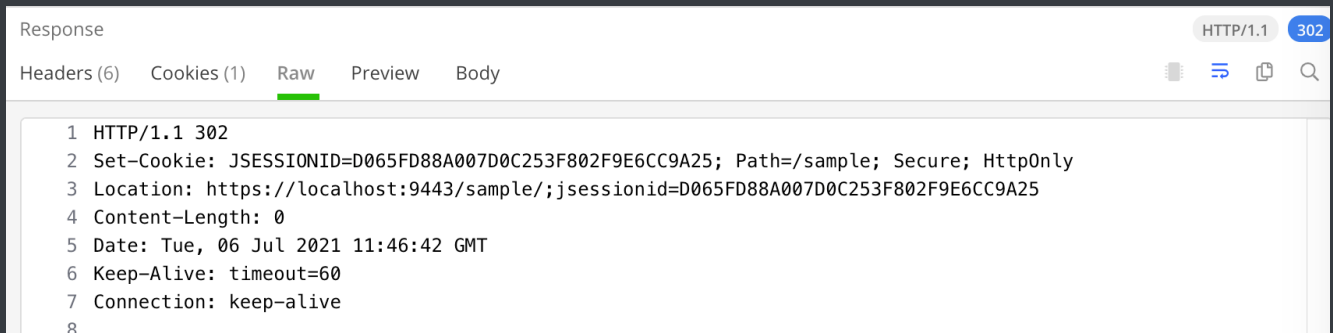 Response HTTP/1.1 302
Headers (6) Cookies (1) Raw Preview Body
1 HTTP/1.1 302
2 Set-Cookie: JSESSIONID=D065FD88A007D0C253F802F9E6CC9A25; Path=/sample; Secure; HttpOnly
3 Location: https://localhost:9443/sample/;jsessionid=D065FD88A007D0C253F802F9E6CC9A25
4 Content-Length: 0
5 Date: Tue, 06 Jul 2021 11:46:42 GMT
6 Keep-Alive: timeout=60
7 Connection: keep-alive
8